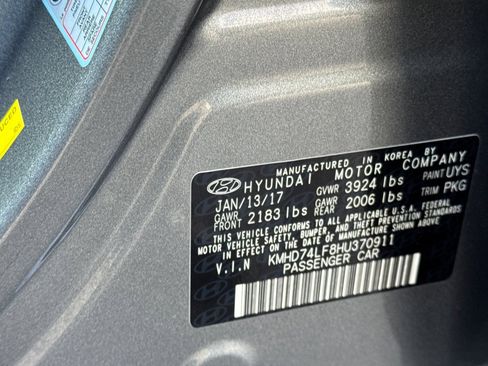 MANUFACTURED IN KOREA BY
HYUNDAI MOTOR COMPANY
JAN/13/17 GVWR 3924 lbs PAINT UYS
GAWR FRONT 2183 lbs GAWR REAR 2006 lbs TRIM PKG
THIS VEHICLE CONFORMS TO ALL APPLICABLE U.S.A. FEDERAL
MOTOR VEHICLE SAFETY, BUMPER, AND THEFT PREVENTION STANDARDS
IN EFFECT ON THE DATE OF MANUFACTURE SHOWN ABOVE.
V.I.N KMHD74LF8HU370911
PASSENGER CAR